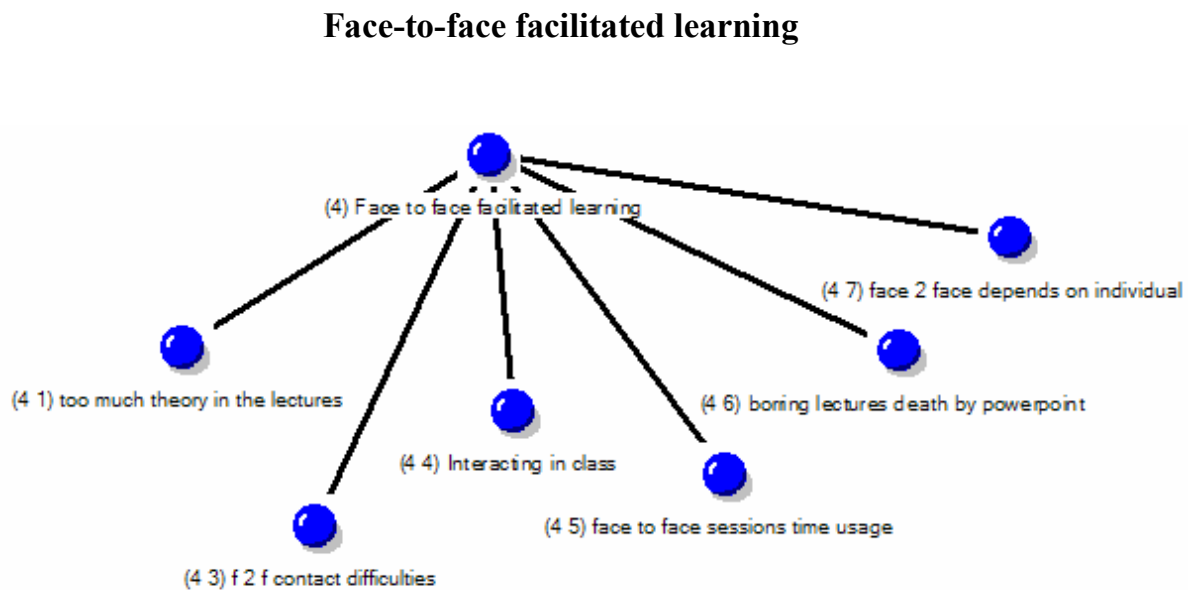 Face-to-face facilitated learning
(4) Face to face facilitated learning
(4 7) face 2 face depends on individual
(4 1) too much theory in the lectures
(4 6) boring lectures death by powerpoint
(4 4) Interacting in class
(4 5) face to face sessions time usage
(4 3) f 2 f contact difficulties